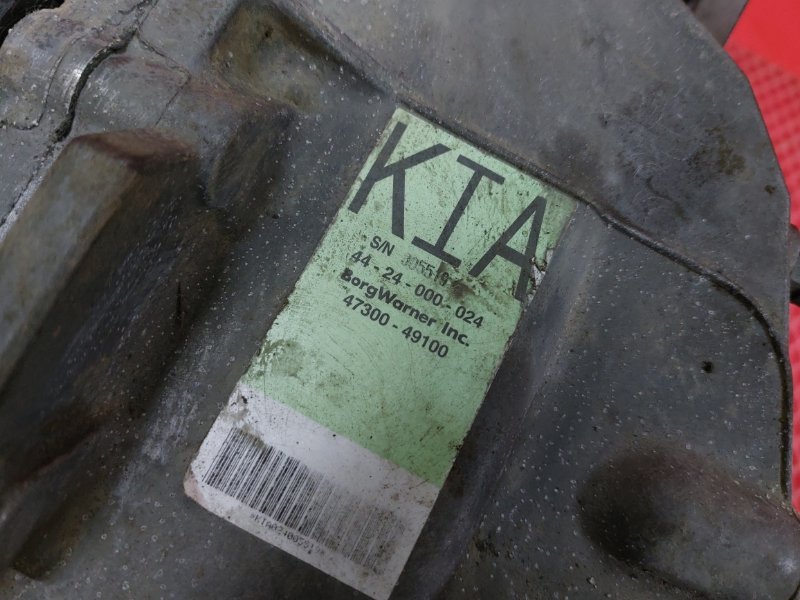 KIA
S/N
44-24-000-024
BorgWarner Inc.
47300-49100